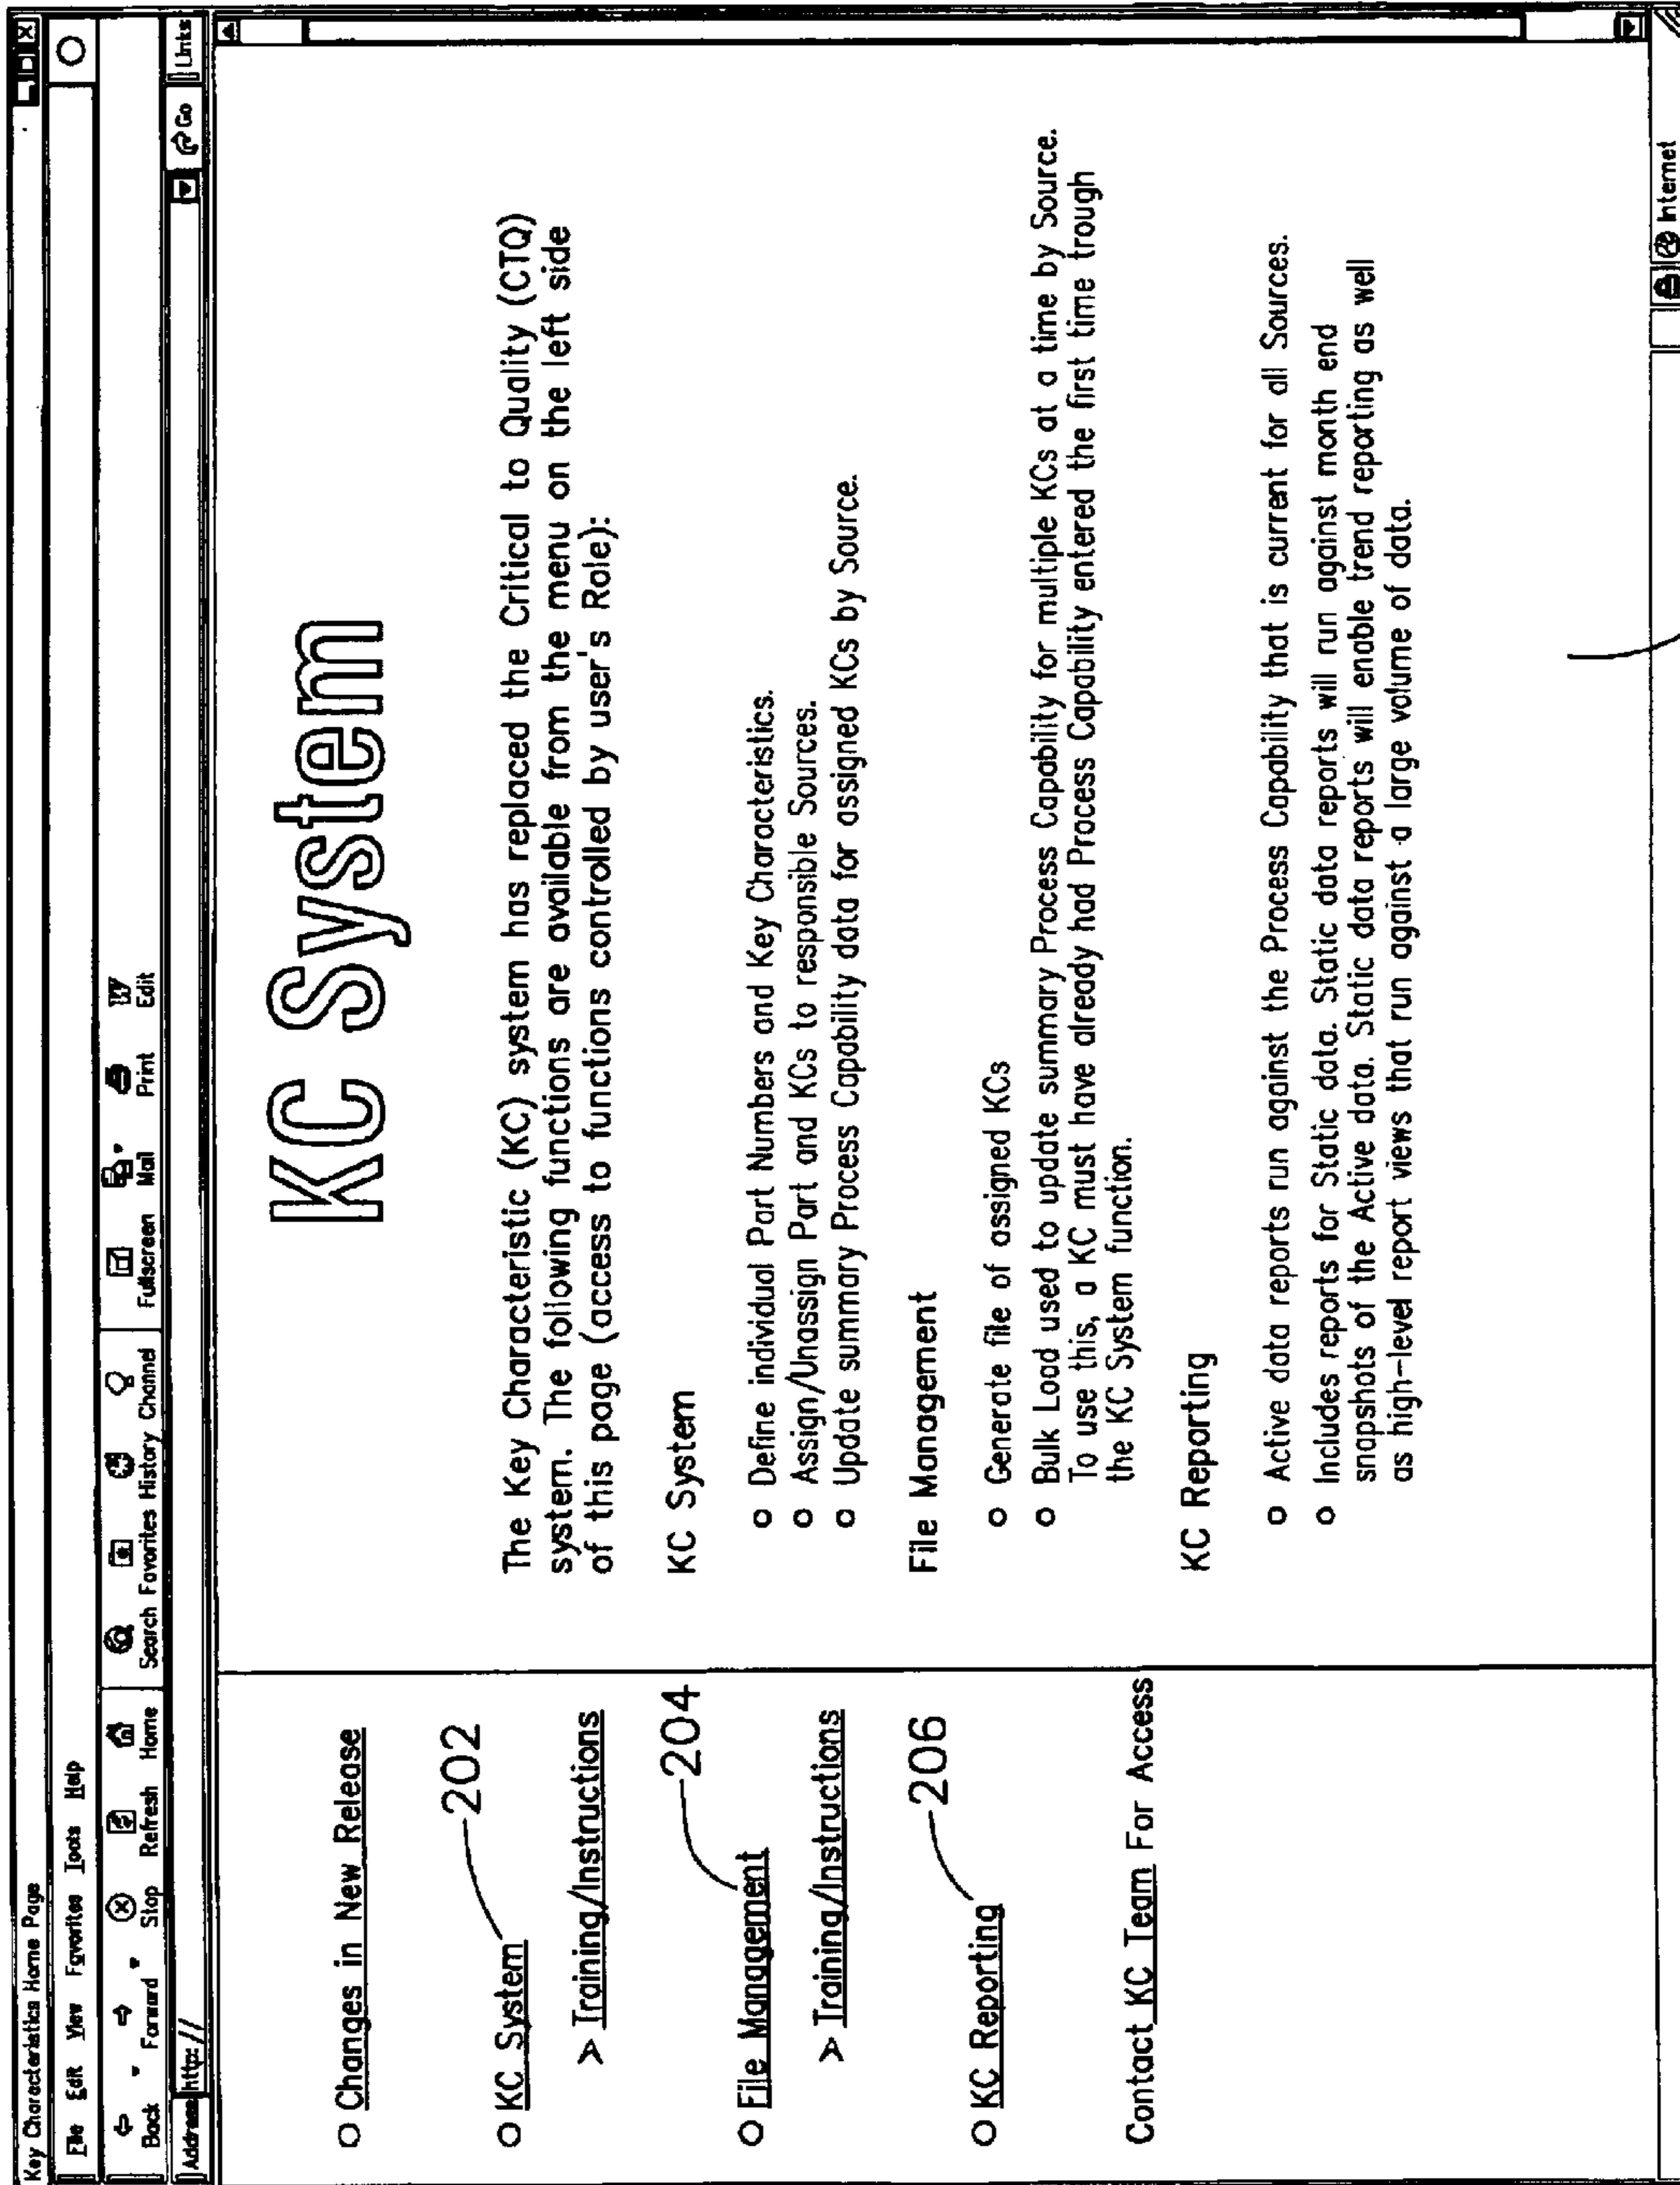 Key Characteristics Home Page
File Edit View Favorites Tools Help
Back Forward Stop Refresh Home Search Favorites History Channel Fullscreen Mail Print Edit
Address http: // Go Links
○ Changes in New Release
○ KC System 202
> Training/Instructions
○ File Management 204
> Training/Instructions
○ KC Reporting 206
Contact KC Team For Access
KC System
The Key Characteristic (KC) system has replaced the Critical to Quality (CTQ)
system. The following functions are available from the menu on the left side
of this page (access to functions controlled by user's Role):
KC System
○ Define individual Part Numbers and Key Characteristics.
○ Assign/Unassign Part and KCs to responsible Sources.
○ Update summary Process Capability data for assigned KCs by Source.
File Management
○ Generate file of assigned KCs
○ Bulk Load used to update summary Process Capability for multiple KCs at a time by Source.
To use this, a KC must have already had Process Capability entered the first time trough
the KC System function.
KC Reporting
○ Active data reports run against the Process Capability that is current for all Sources.
○ Includes reports for Static data. Static data reports will run against month end
snapshots of the Active data. Static data reports will enable trend reporting as well
as high-level report views that run against a large volume of data.
Internet